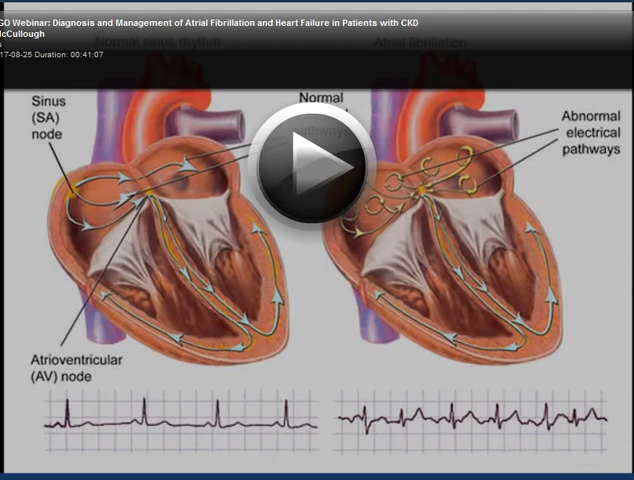 GO Webinar: Diagnosis and Management of Atrial Fibrillation and Heart Failure in Patients with CKD
McCullough
s
17-08-25 Duration: 00:41:07
Normal sinus rhythm
Atrial fibrillation
Sinus
(SA)
node
Normal
pathways
Abnormal
electrical
pathways
Atrioventricular
(AV) node